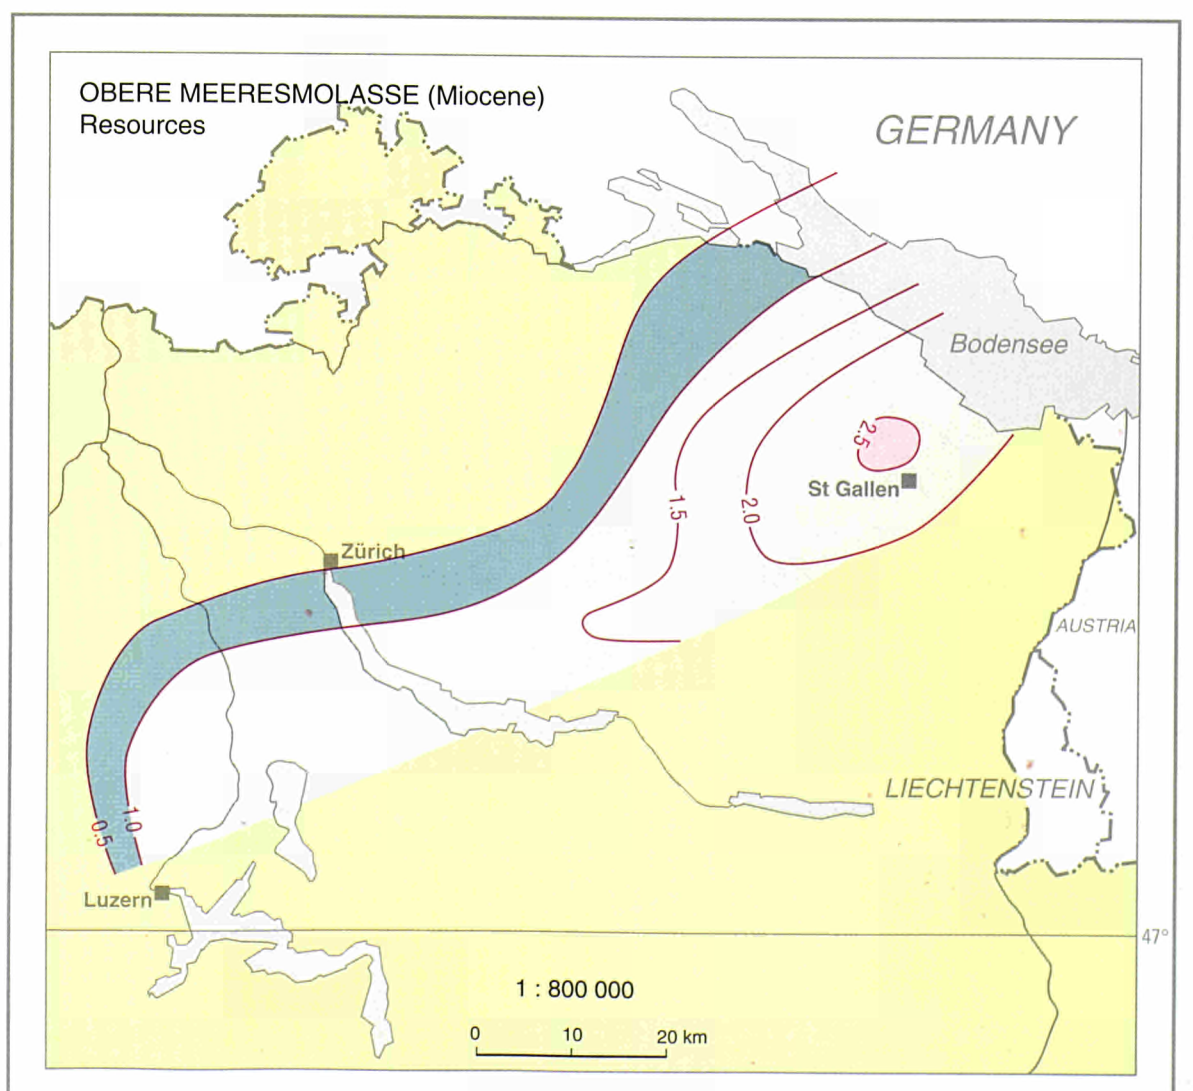 OBERE MEERESMOLASSE (Miocene)
Resources
GERMANY
Bodensee
2.5
St Gallen
1.5
2.0
Zürich
AUSTRIA
LIECHTENSTEIN
0.5
1.0
Luzern
47°
1 : 800 000
0 10 20 km